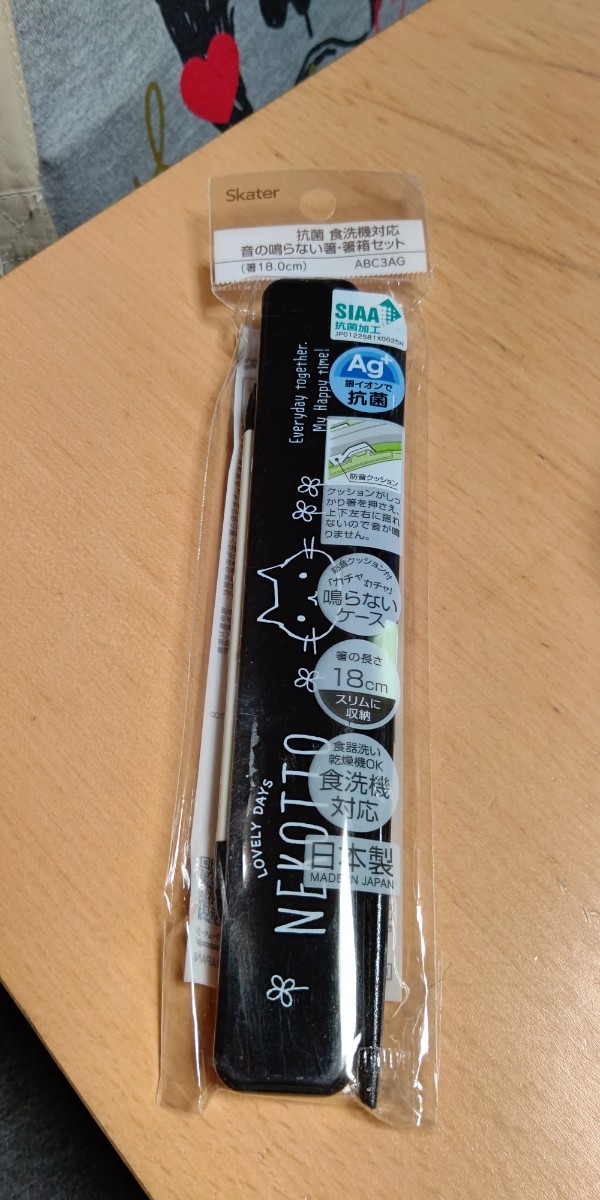 Skater
抗菌 食洗機対応
音の鳴らない箸・箸箱セット
(箸18.0cm) ABC3AG
SIAA
抗菌加工
JP0122581X0025H
Ag+
銀イオンで
抗菌
Everyday together.
My Happy time!
防音クッション
クッションがしっ
かり箸を押さえ、
上下左右に揺れ
ないので音が鳴
りません。
防音クッション付
「カチャカチャ」
鳴らない
ケース
箸の長さ
18cm
スリムに
収納
食器洗い
乾燥機OK
食洗機
対応
日本製
MADE IN JAPAN
LOVELY DAYS
NEKOTTO